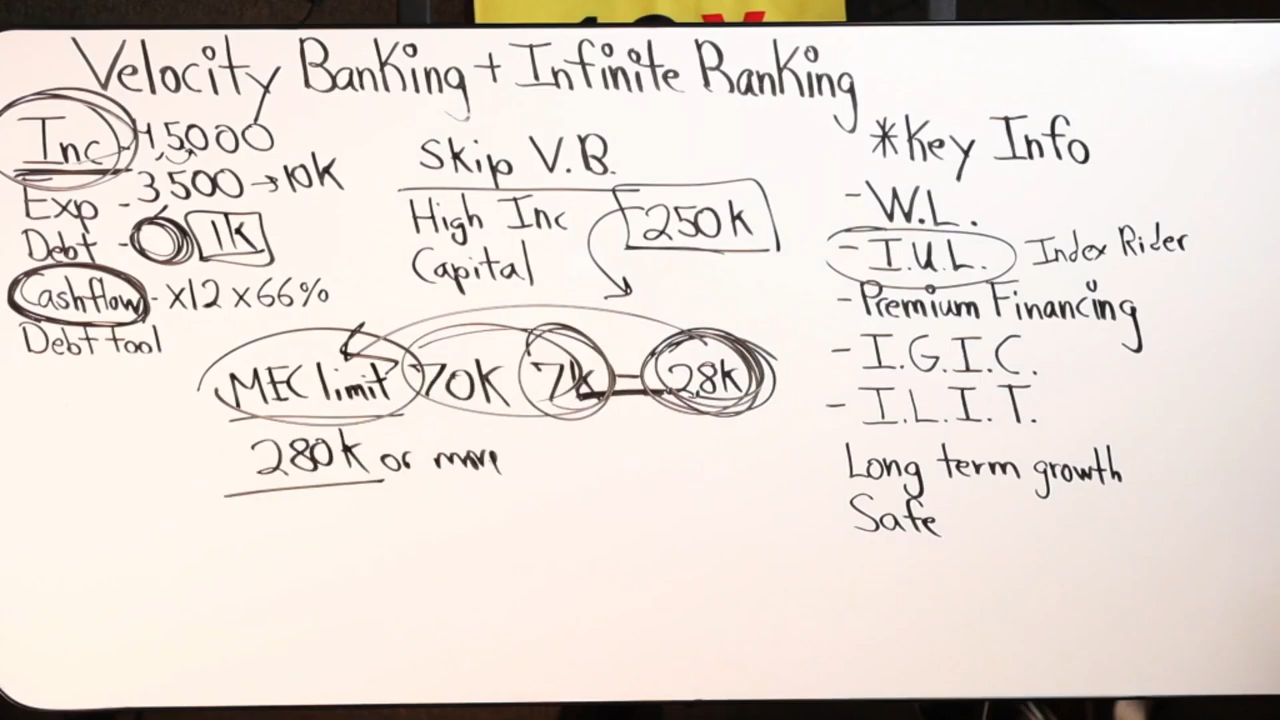 Velocity Banking + Infinite Banking
Inc - 15000
Exp - 3500 → 10K
Debt - 0 1K
Cashflow - x12 x 66%
Debt tool
Skip V.B.
High Inc
Capital
250K
MEC limit 70K 7K 28K
280K or more
*Key Info
- W.L.
- I.U.L. Index Rider
- Premium Financing
- I.G.I.C.
- I.L.I.T.
Long term growth
Safe